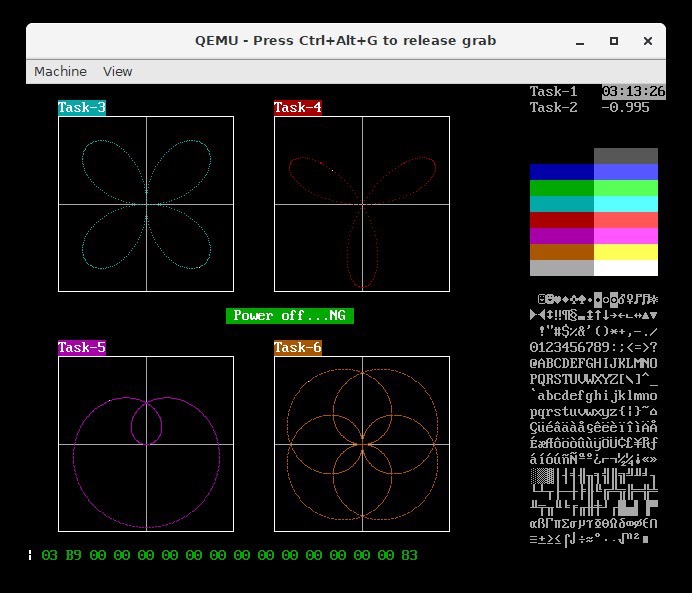 QEMU - Press Ctrl+Alt+G to release grab
Machine View
Task-1 03:13:26
Task-2 -0.995
Task-3
Task-4
Power off...NG
Task-5
Task-6
!"#$%&'()*+,-./
0123456789:;<=>?
@ABCDEFGHIJKLMNO
PQRSTUVWXYZ[\]^_
`abcdefghijklmno
pqrstuvwxyz{|}~⌂
ÇüéâäàåçêëèïîìÄÅ
ÉæÆôöòûùÿÖÜ¢£¥₧ƒ
áíóúñÑªº¿⌐¬½¼¡«»
αßΓπΣσµτΦΘΩδ∞φε∩
≡±≥≤⌠⌡÷≈°∙·√ⁿ²■
03 B9 00 00 00 00 00 00 00 00 00 00 00 00 00 83